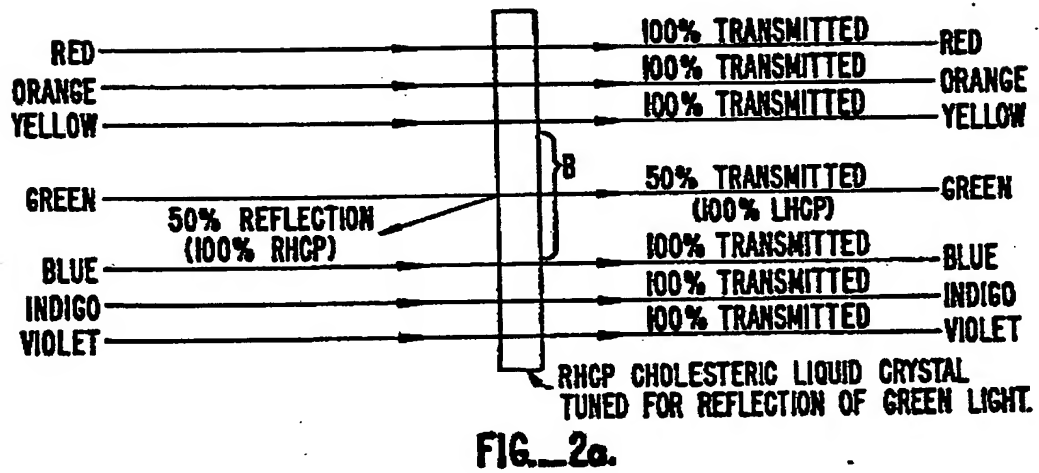 RED 100% TRANSMITTED RED
ORANGE 100% TRANSMITTED ORANGE
YELLOW 100% TRANSMITTED YELLOW
B
GREEN 50% TRANSMITTED GREEN
50% REFLECTION (100% LHCP)
(100% RHCP)
BLUE 100% TRANSMITTED BLUE
INDIGO 100% TRANSMITTED INDIGO
VIOLET 100% TRANSMITTED VIOLET
RHCP CHOLESTERIC LIQUID CRYSTAL
TUNED FOR REFLECTION OF GREEN LIGHT.
FIG._2a.